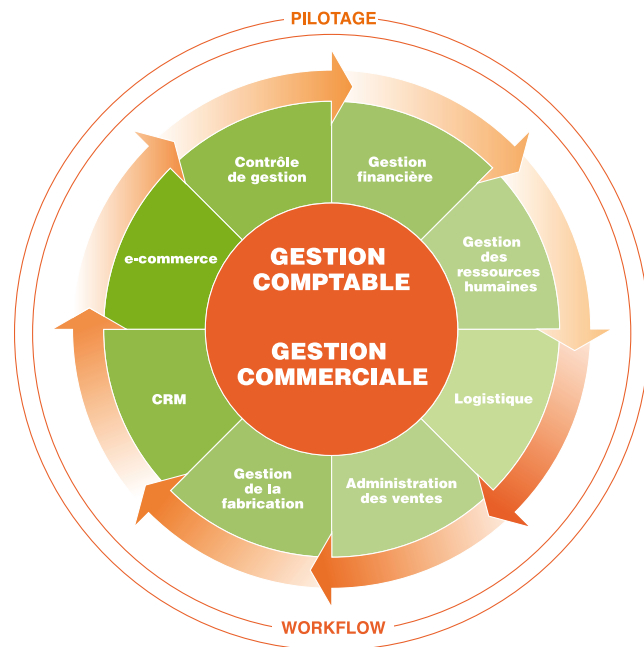 PILOTAGE
Contrôle
de gestion
Gestion
financière
e-commerce
Gestion
des
ressources
humaines
GESTION
COMPTABLE
GESTION
COMMERCIALE
CRM
Logistique
Gestion
de la
fabrication
Administration
des ventes
WORKFLOW